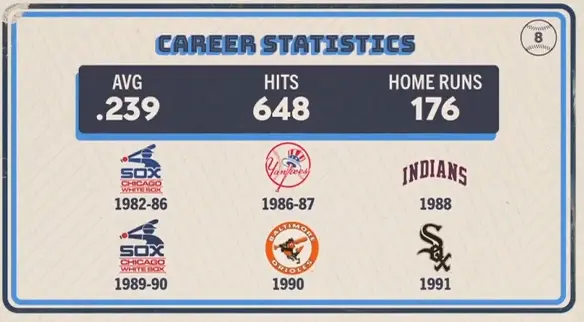 8
CAREER STATISTICS
AVG HITS HOME RUNS
.239 648 176
SOX
CHICAGO
WHITE SOX
Yankees
INDIANS
1982-86 1986-87 1988
SOX
CHICAGO
WHITE SOX
BALTIMORE
ORIOLES
Sox
1989-90 1990 1991